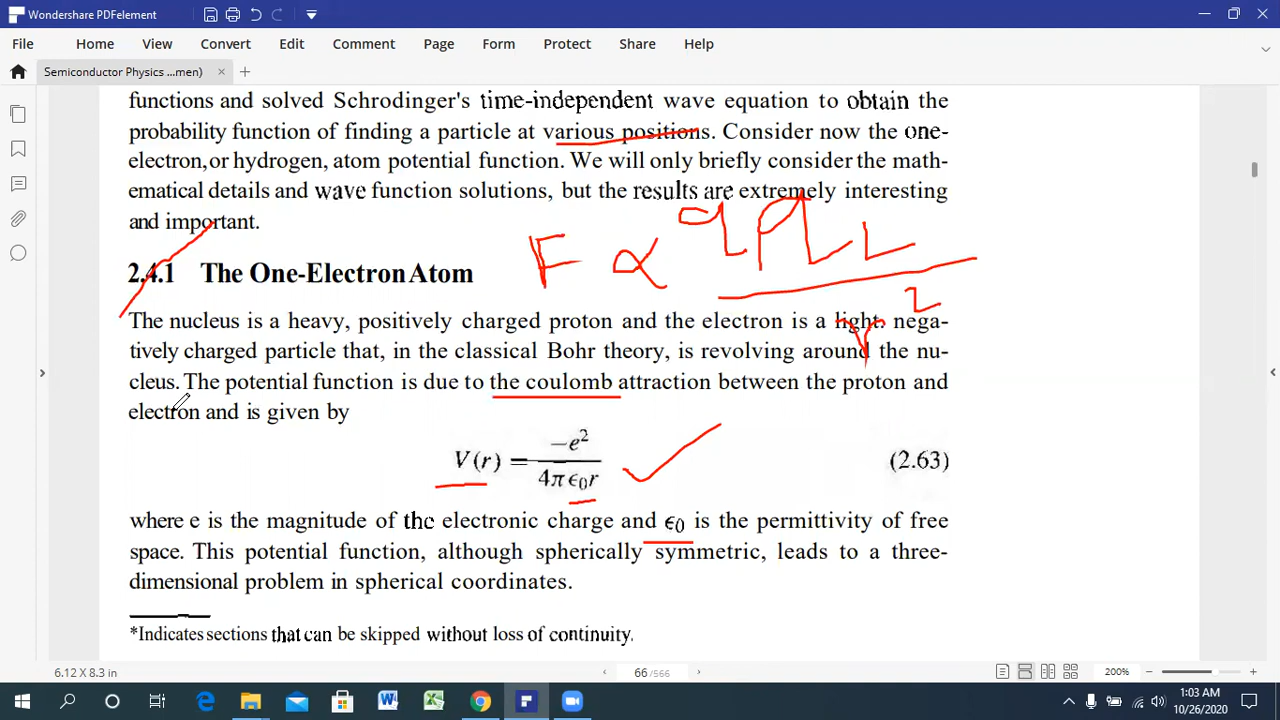 Wondershare PDFelement
File Home View Convert Edit Comment Page Form Protect Share Help
Semiconductor Physics ...men) × +
functions and solved Schrodinger's time-independent wave equation to obtain the
probability function of finding a particle at various positions. Consider now the one-
electron,or hydrogen, atom potential function. We will only briefly consider the math-
ematical details and wave function solutions, but the results are extremely interesting
and important.
F ∝
r²
2.4.1 The One-Electron Atom
The nucleus is a heavy, positively charged proton and the electron is a light. nega-
tively charged particle that, in the classical Bohr theory, is revolving around the nu-
cleus. The potential function is due to the coulomb attraction between the proton and
electron and is given by
V(r) = −e² / 4π ϵ₀r (2.63)
where e is the magnitude of the electronic charge and ϵ₀ is the permittivity of free
space. This potential function, although spherically symmetric, leads to a three-
dimensional problem in spherical coordinates.
*Indicates sections that can be skipped without loss of continuity.
6.12 X 8.3 in 66 /566 200%
1:03 AM
10/26/2020